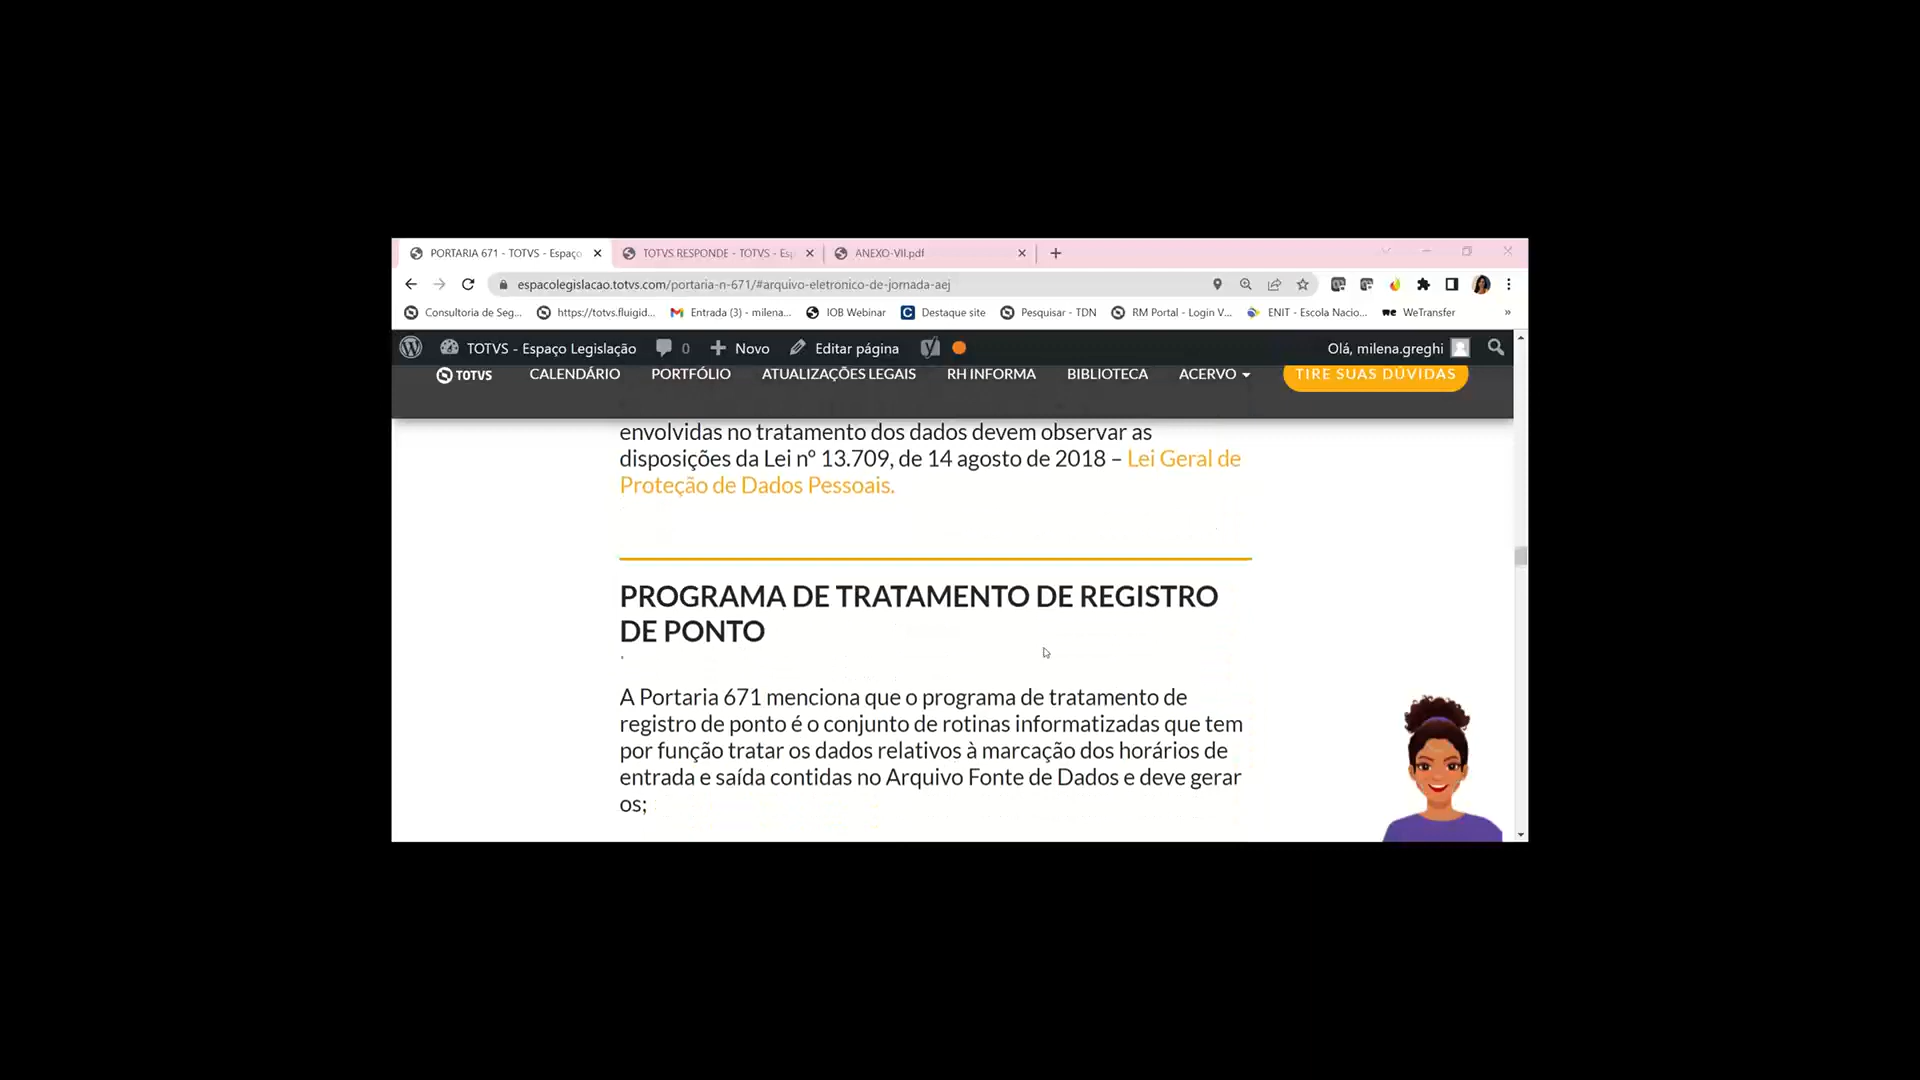 PORTARIA 671 - TOTVS - Espaço
TOTVS RESPONDE - TOTVS - Esp
ANEXO-VII.pdf
espacolegislacao.totvs.com/portaria-n-671/#arquivo-eletronico-de-jornada-aej
Consultoria de Seg...
https://totvs.fluigid...
Entrada (3) - milena...
IOB Webinar
Destaque site
Pesquisar - TDN
RM Portal - Login V...
ENIT - Escola Nacio...
we WeTransfer
»
TOTVS - Espaço Legislação
0
Novo
Editar página
Olá, milena.greghi
TOTVS
CALENDÁRIO
PORTFÓLIO
ATUALIZAÇÕES LEGAIS
RH INFORMA
BIBLIOTECA
ACERVO
TIRE SUAS DÚVIDAS
envolvidas no tratamento dos dados devem observar as
disposições da Lei nº 13.709, de 14 agosto de 2018 – Lei Geral de
Proteção de Dados Pessoais.
PROGRAMA DE TRATAMENTO DE REGISTRO
DE PONTO
.
A Portaria 671 menciona que o programa de tratamento de
registro de ponto é o conjunto de rotinas informatizadas que tem
por função tratar os dados relativos à marcação dos horários de
entrada e saída contidas no Arquivo Fonte de Dados e deve gerar
os;